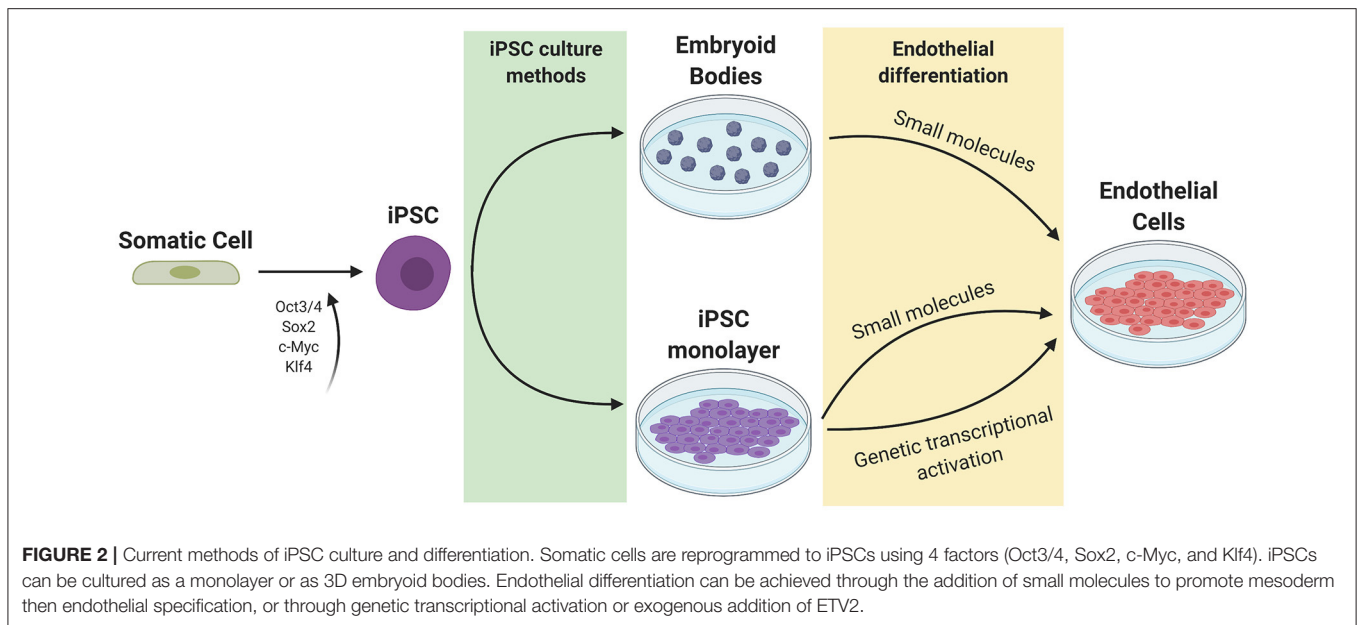 Somatic Cell
Oct3/4
Sox2
c-Myc
Klf4
iPSC
iPSC culture
methods
Embryoid
Bodies
iPSC
monolayer
Endothelial
differentiation
Small molecules
Small molecules
Genetic transcriptional
activation
Endothelial
Cells
FIGURE 2 | Current methods of iPSC culture and differentiation. Somatic cells are reprogrammed to iPSCs using 4 factors (Oct3/4, Sox2, c-Myc, and Klf4). iPSCs
can be cultured as a monolayer or as 3D embryoid bodies. Endothelial differentiation can be achieved through the addition of small molecules to promote mesoderm
then endothelial specification, or through genetic transcriptional activation or exogenous addition of ETV2.